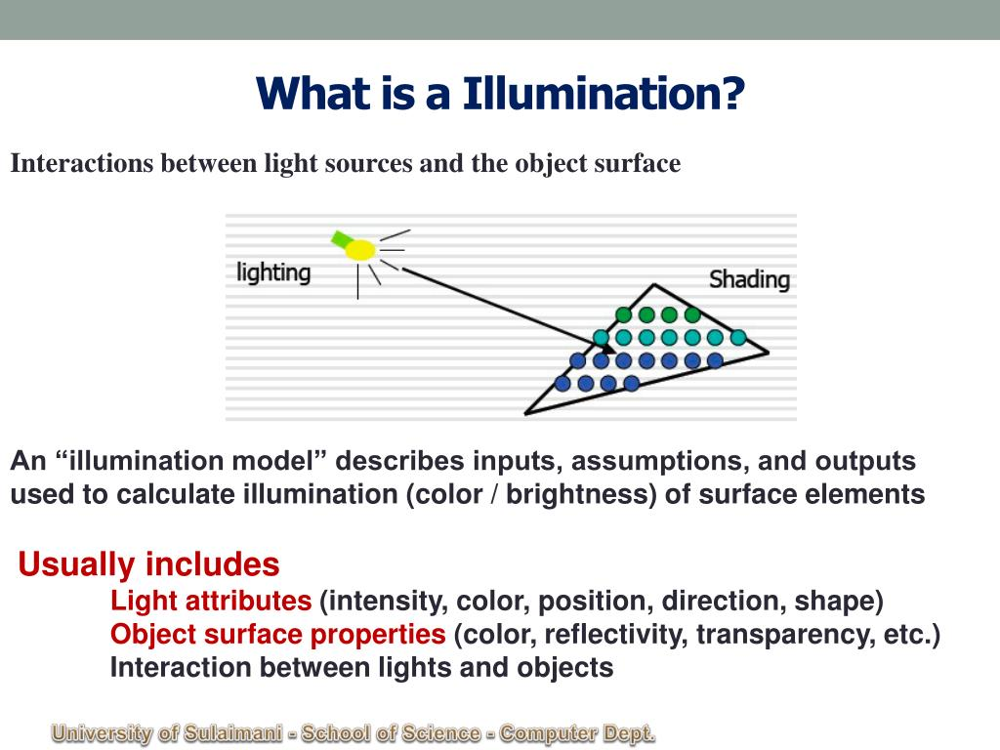 What is a Illumination?
Interactions between light sources and the object surface
lighting
Shading
An “illumination model” describes inputs, assumptions, and outputs
used to calculate illumination (color / brightness) of surface elements
Usually includes
Light attributes (intensity, color, position, direction, shape)
Object surface properties (color, reflectivity, transparency, etc.)
Interaction between lights and objects
University of Sulaimani - School of Science - Computer Dept.